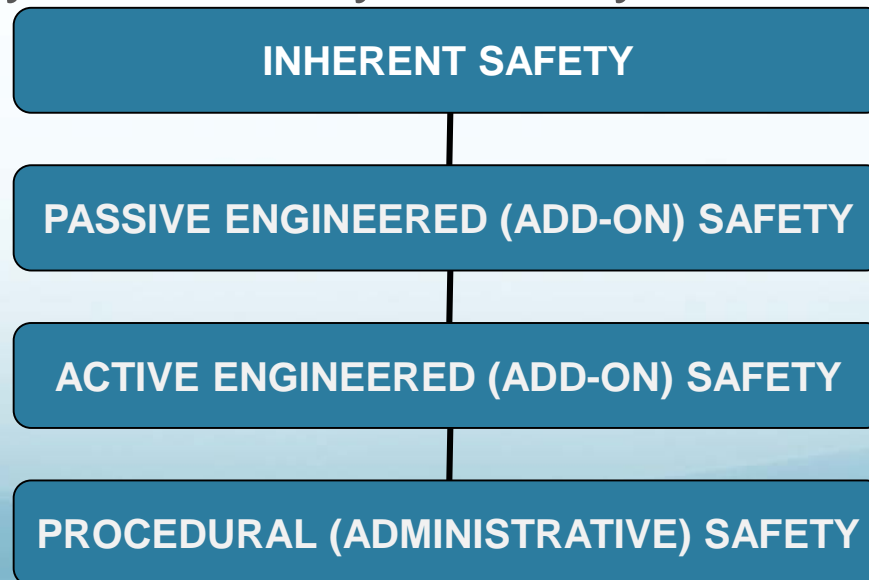 INHERENT SAFETY
PASSIVE ENGINEERED (ADD-ON) SAFETY
ACTIVE ENGINEERED (ADD-ON) SAFETY
PROCEDURAL (ADMINISTRATIVE) SAFETY